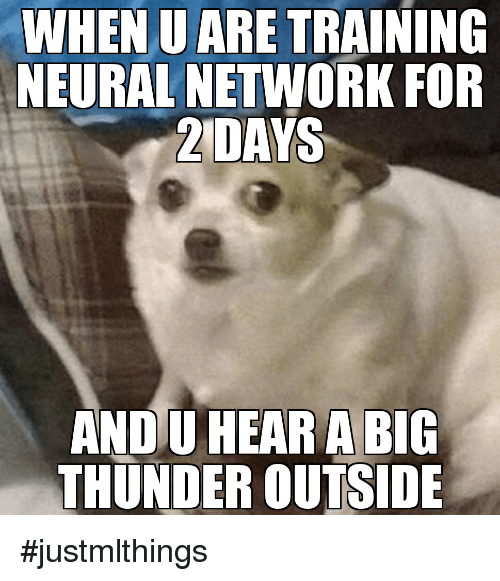 WHEN U ARE TRAINING
NEURAL NETWORK FOR
2 DAYS
AND U HEAR A BIG
THUNDER OUTSIDE
#justmlthings